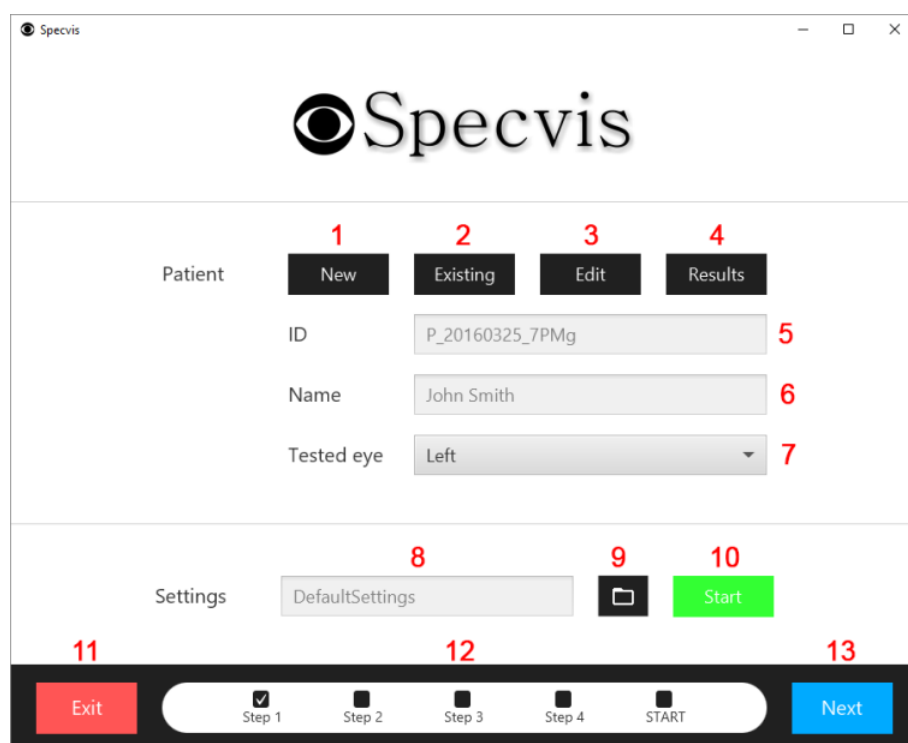 Specvis
Specvis
1 2 3 4
Patient New Existing Edit Results
ID P_20160325_7PMg 5
Name John Smith 6
Tested eye Left 7
8 9 10
Settings DefaultSettings Start
11 12 13
Exit Step 1 Step 2 Step 3 Step 4 START Next